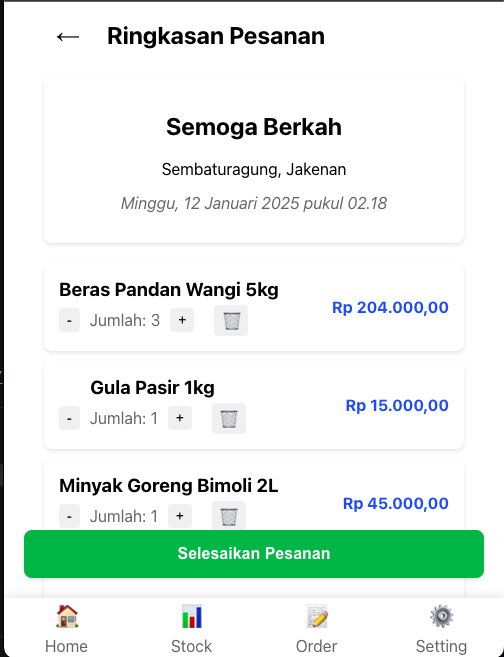 ← Ringkasan Pesanan
Semoga Berkah
Sembaturagung, Jakenan
Minggu, 12 Januari 2025 pukul 02.18
Beras Pandan Wangi 5kg
- Jumlah: 3 +
Rp 204.000,00
Gula Pasir 1kg
- Jumlah: 1 +
Rp 15.000,00
Minyak Goreng Bimoli 2L
- Jumlah: 1 +
Rp 45.000,00
Selesaikan Pesanan
Home Stock Order Setting